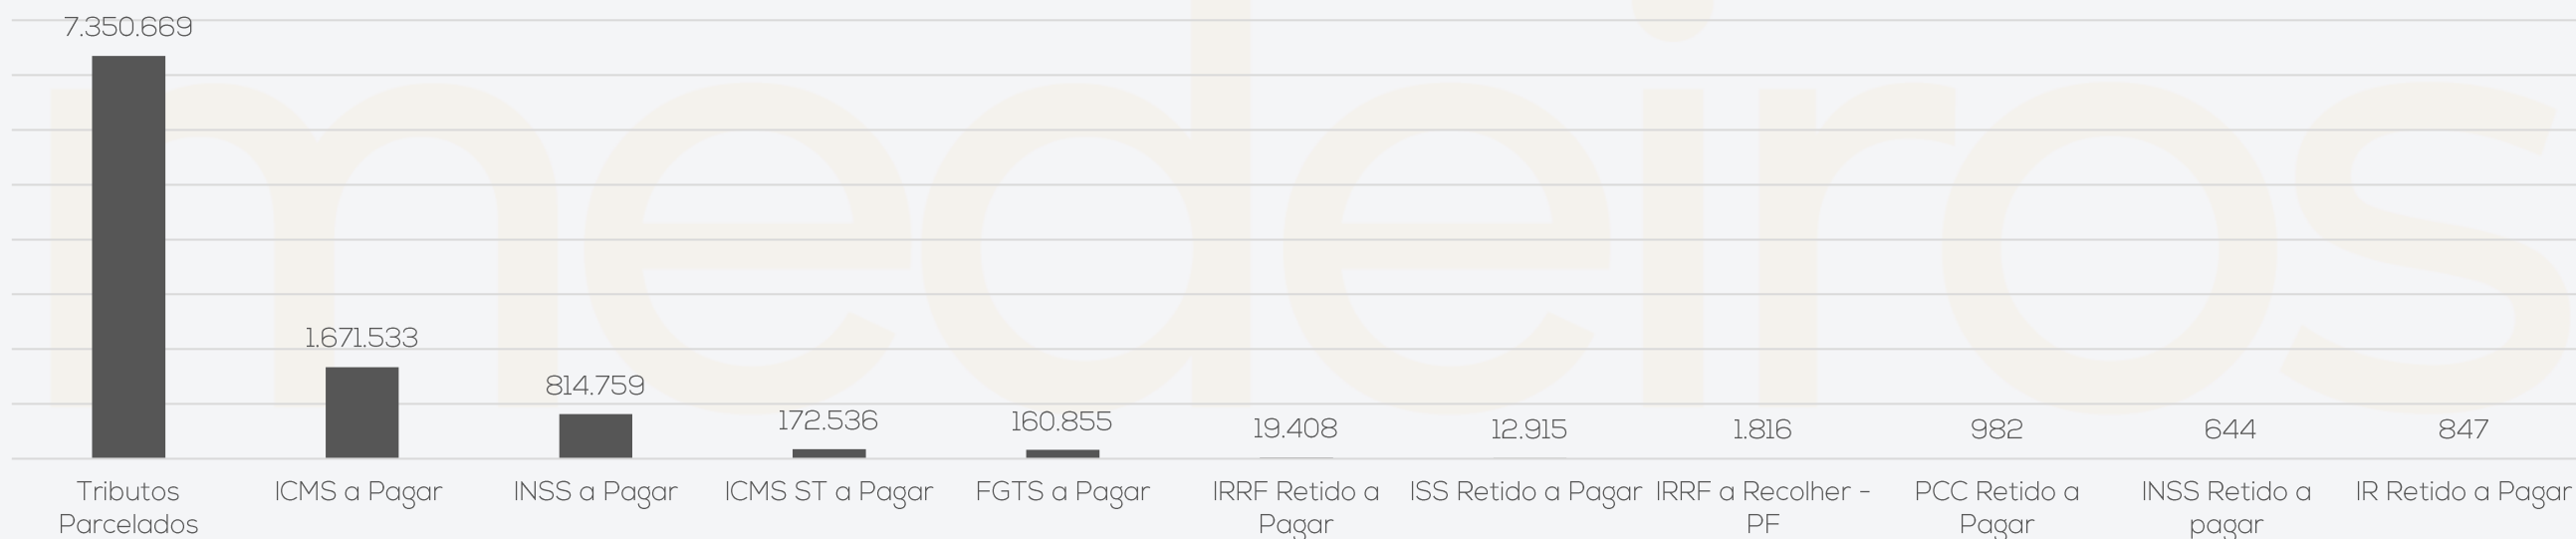 7.350.669
1.671.533
814.759
172.536
160.855
19.408
12.915
1.816
982
644
847
Tributos
Parcelados
ICMS a Pagar
INSS a Pagar
ICMS ST a Pagar
FGTS a Pagar
IRRF Retido a
Pagar
ISS Retido a Pagar
IRRF a Recolher -
PF
PCC Retido a
Pagar
INSS Retido a
pagar
IR Retido a Pagar
medeiros